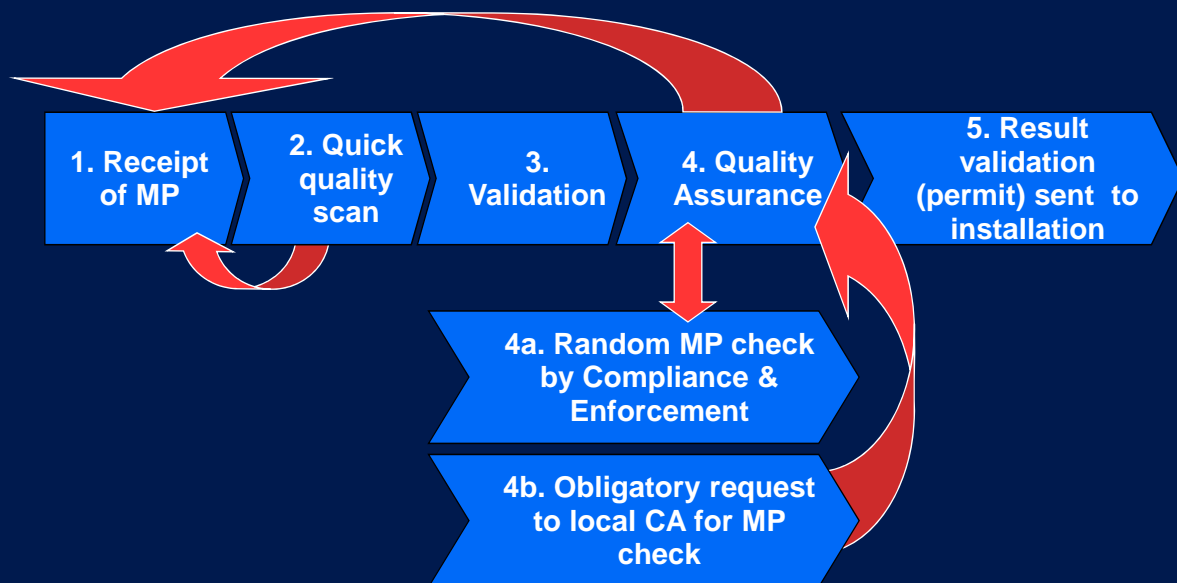 1. Receipt
of MP
2. Quick
quality
scan
3.
Validation
4. Quality
Assurance
5. Result
validation
(permit) sent to
installation
4a. Random MP check
by Compliance &
Enforcement
4b. Obligatory request
to local CA for MP
check